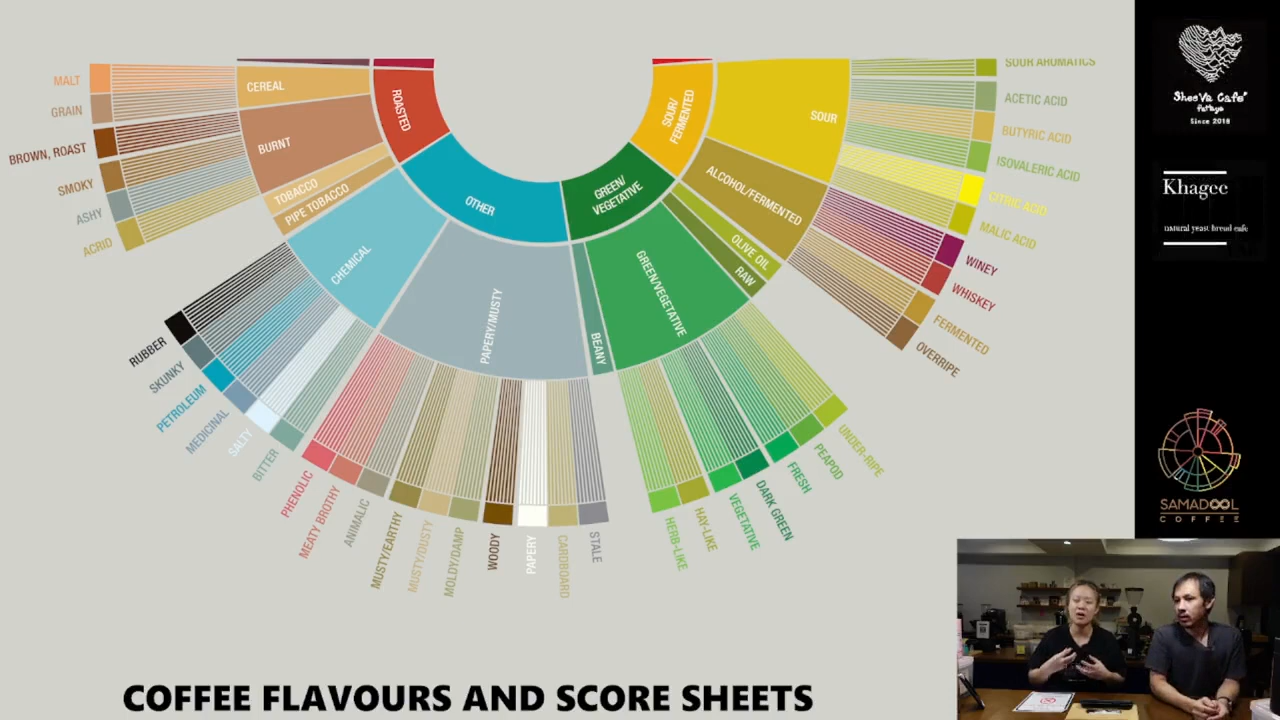 SOUR AROMATICS
ACETIC ACID
BUTYRIC ACID
ISOVALERIC ACID
CITRIC ACID
MALIC ACID
WINEY
WHISKEY
FERMENTED
OVERRIPE
UNDER-RIPE
PEAPOD
FRESH
DARK GREEN
VEGETATIVE
HAY-LIKE
HERB-LIKE
STALE
CARDBOARD
PAPERY
WOODY
MOLDY/DAMP
MUSTY/DUSTY
MUSTY/EARTHY
ANIMALIC
MEATY BROTHY
PHENOLIC
BITTER
SALTY
MEDICINAL
PETROLEUM
SKUNKY
RUBBER
ACRID
ASHY
SMOKY
BROWN, ROAST
GRAIN
MALT
SOUR
ALCOHOL/FERMENTED
OLIVE OIL
RAW
GREEN/VEGETATIVE
BEANY
PAPERY/MUSTY
CHEMICAL
PIPE TOBACCO
TOBACCO
BURNT
CEREAL
SOUR/
FERMENTED
GREEN/
VEGETATIVE
OTHER
ROASTED
COFFEE FLAVOURS AND SCORE SHEETS
SheeVa Cafe'
Pattaya
Since 2018
Khagee
natural yeast bread cafe
SAMADOOL
COFFEE